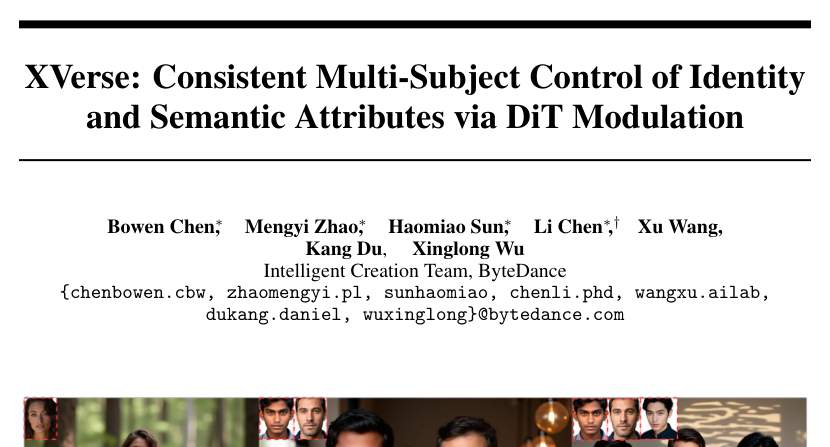 XVerse: Consistent Multi-Subject Control of Identity
and Semantic Attributes via DiT Modulation
Bowen Chen,* Mengyi Zhao,* Haomiao Sun,* Li Chen*,† Xu Wang,
Kang Du, Xinglong Wu
Intelligent Creation Team, ByteDance
{chenbowen.cbw, zhaomengyi.pl, sunhaomiao, chenli.phd, wangxu.ailab,
dukang.daniel, wuxinglong}@bytedance.com